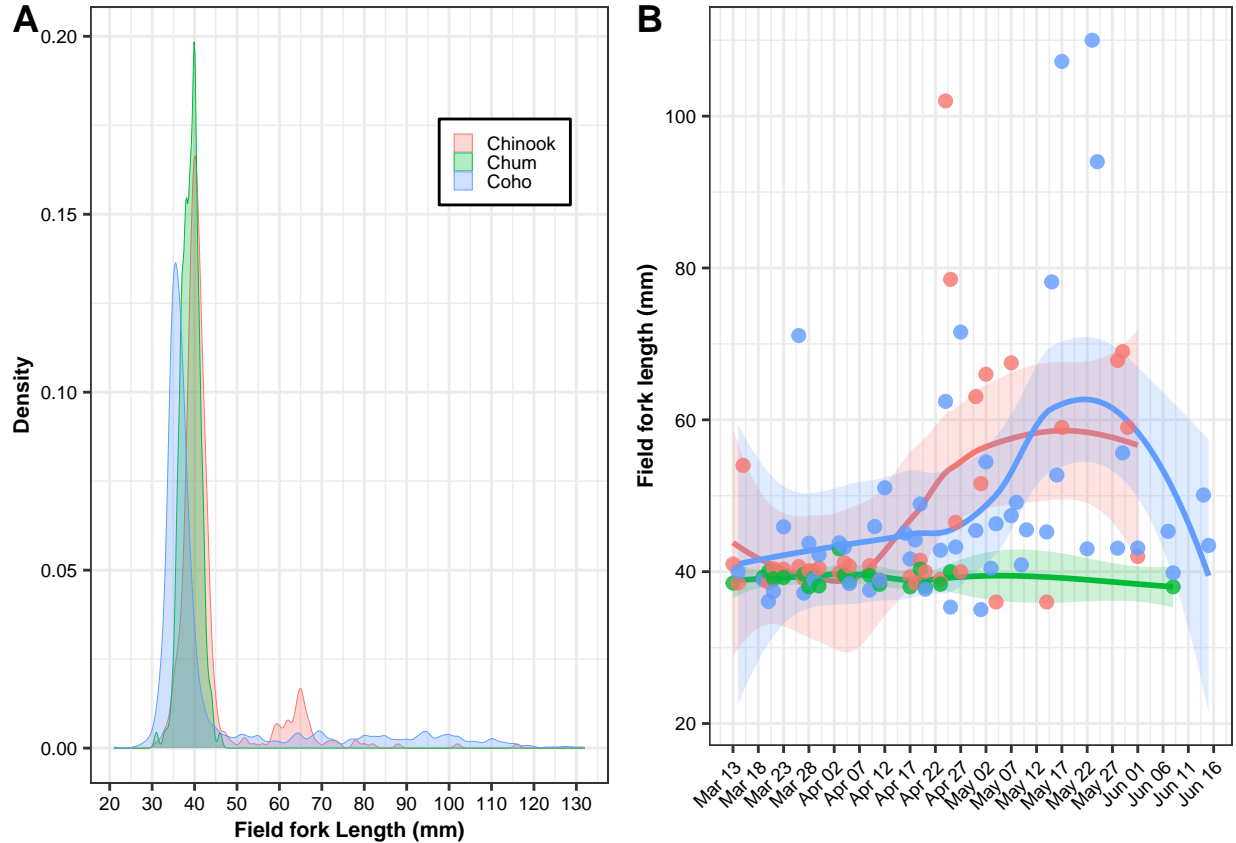 A
0.20
0.15
0.10
0.05
0.00
Density
Chinook
Chum
Coho
20 30 40 50 60 70 80 90 100 110 120 130
Field fork Length (mm)
B
100
80
60
40
20
Field fork length (mm)
Mar 13
Mar 18
Mar 23
Mar 28
Apr 02
Apr 07
Apr 12
Apr 17
Apr 22
Apr 27
May 02
May 07
May 12
May 17
May 22
May 27
Jun 01
Jun 06
Jun 11
Jun 16